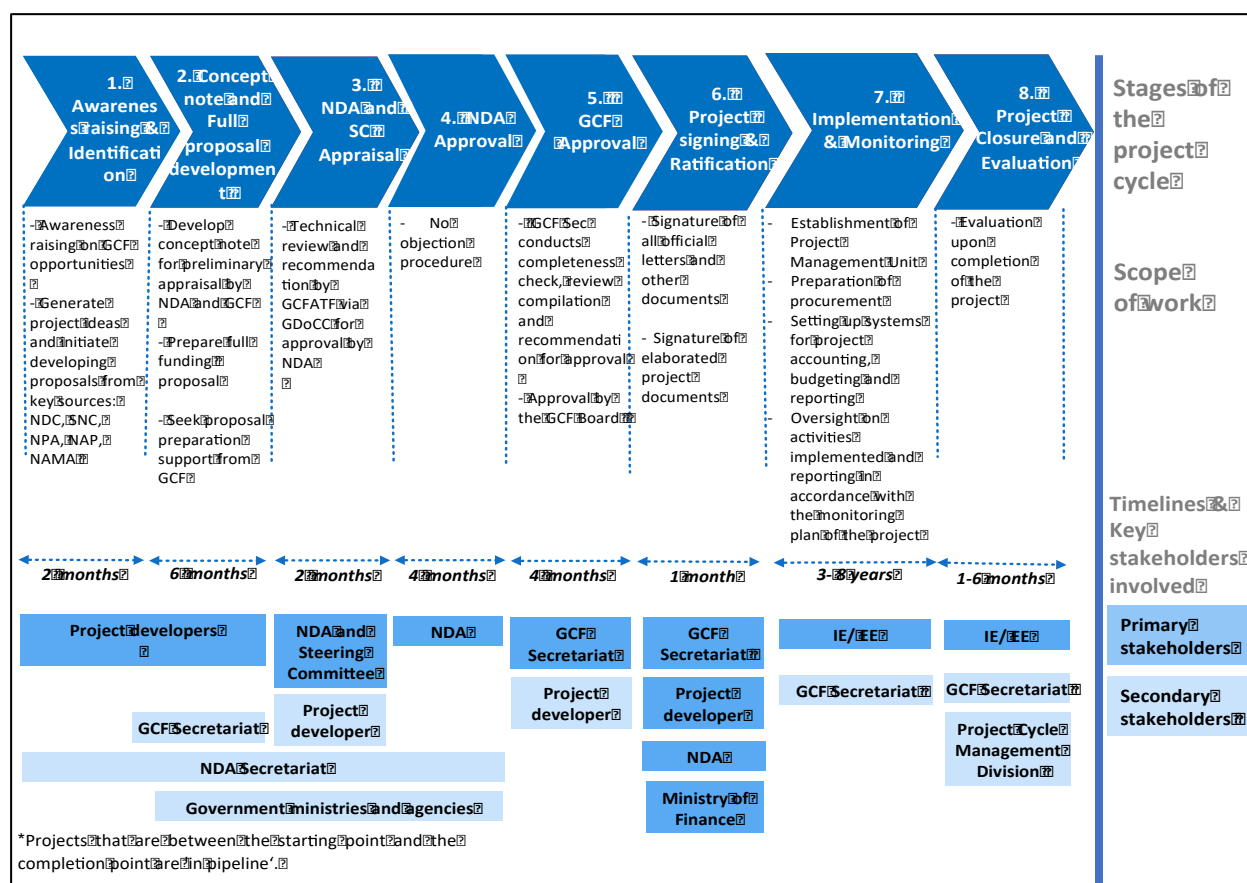 1.
Awarenes
s raising &
Identificati
on
2. Concept
note and
Full
proposal
developmen
t
3.
NDA and
SC
Appraisal
4. NDA
Approval
5.
GCF
Approval
6.
Project
signing &
Ratification
7.
Implementation
& Monitoring
8.
Project
Closure and
Evaluation
Stages of
the
project
cycle
- Awareness
raising on GCF
opportunities
- Generate
project ideas
and initiate
developing
proposals from
key sources:
NDC, SNC,
NPA, NAP,
NAMA
- Develop
concept note
for preliminary
appraisal by
NDA and GCF
- Prepare full
funding
proposal
- Seek proposal
preparation
support from
GCF
- Technical
review and
recommenda
tion by
GCFATF via
GDoCC for
approval by
NDA
- No
objection
procedure
- GCF Sec
conducts
completeness
check, review
compilation
and
recommendati
on for approval
- Approval by
the GCF Board
- Signature of
all official
letters and
other
documents
- Signature of
elaborated
project
documents
- Establishment of
Project
Management Unit
- Preparation of
procurement
- Setting up systems
for project
accounting,
budgeting and
reporting
- Oversight on
activities
implemented and
reporting in
accordance with
the monitoring
plan of the project
- Evaluation
upon
completion
of the
project
Scope
of work
2 months
6 months
2 months
4 months
4 months
1 month
3- 8 years
1-6 months
Timelines &
Key
stakeholders
involved
Project developers
NDA and
Steering
Committee
NDA
GCF
Secretariat
GCF
Secretariat
IE/ EE
IE/ EE
Primary
stakeholders
GCF Secretariat
Project
developer
Project
developer
Project
developer
GCF Secretariat
GCF Secretariat
Secondary
stakeholders
NDA Secretariat
NDA
Project Cycle
Management
Division
Government ministries and agencies
Ministry of
Finance
*Projects that are between the starting point and the
completion point are 'in pipeline‘.